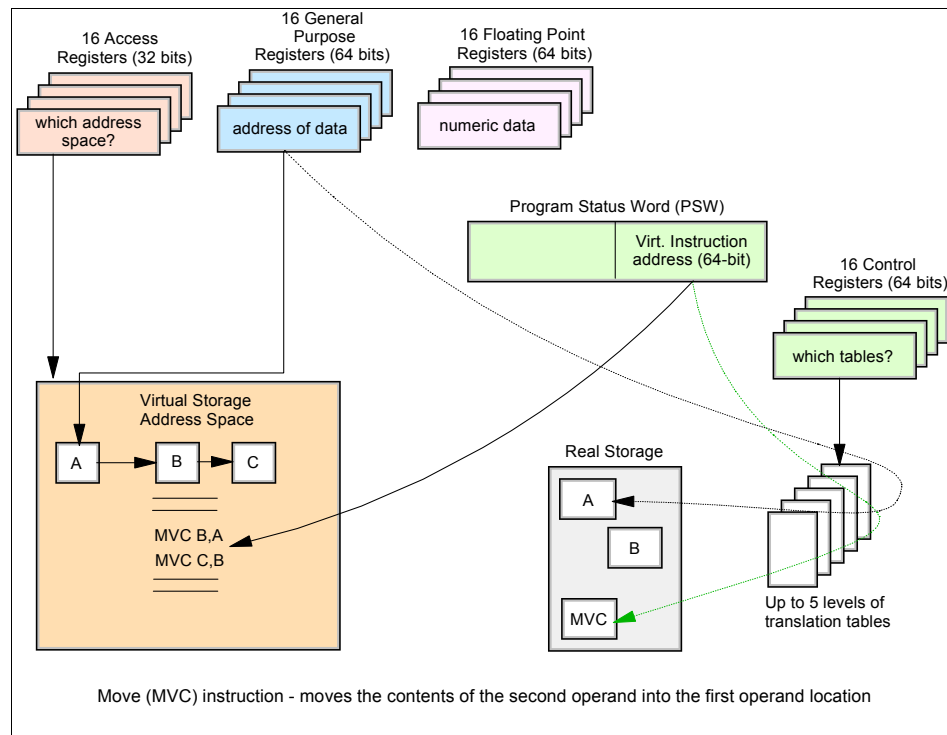 16 Access
Registers (32 bits)
16 General
Purpose
Registers (64 bits)
16 Floating Point
Registers (64 bits)
which address
space?
address of data
numeric data
Program Status Word (PSW)
Virt. Instruction
address (64-bit)
16 Control
Registers (64 bits)
which tables?
Virtual Storage
Address Space
A
B
C
MVC B,A
MVC C,B
Real Storage
A
B
MVC
Up to 5 levels of
translation tables
Move (MVC) instruction - moves the contents of the second operand into the first operand location